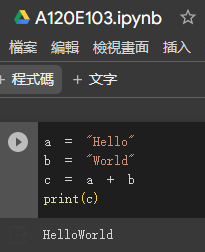 A120E103.ipynb
檔案 編輯 檢視畫面 插入
+ 程式碼 + 文字
a = "Hello"
b = "World"
c = a + b
print(c)
HelloWorld